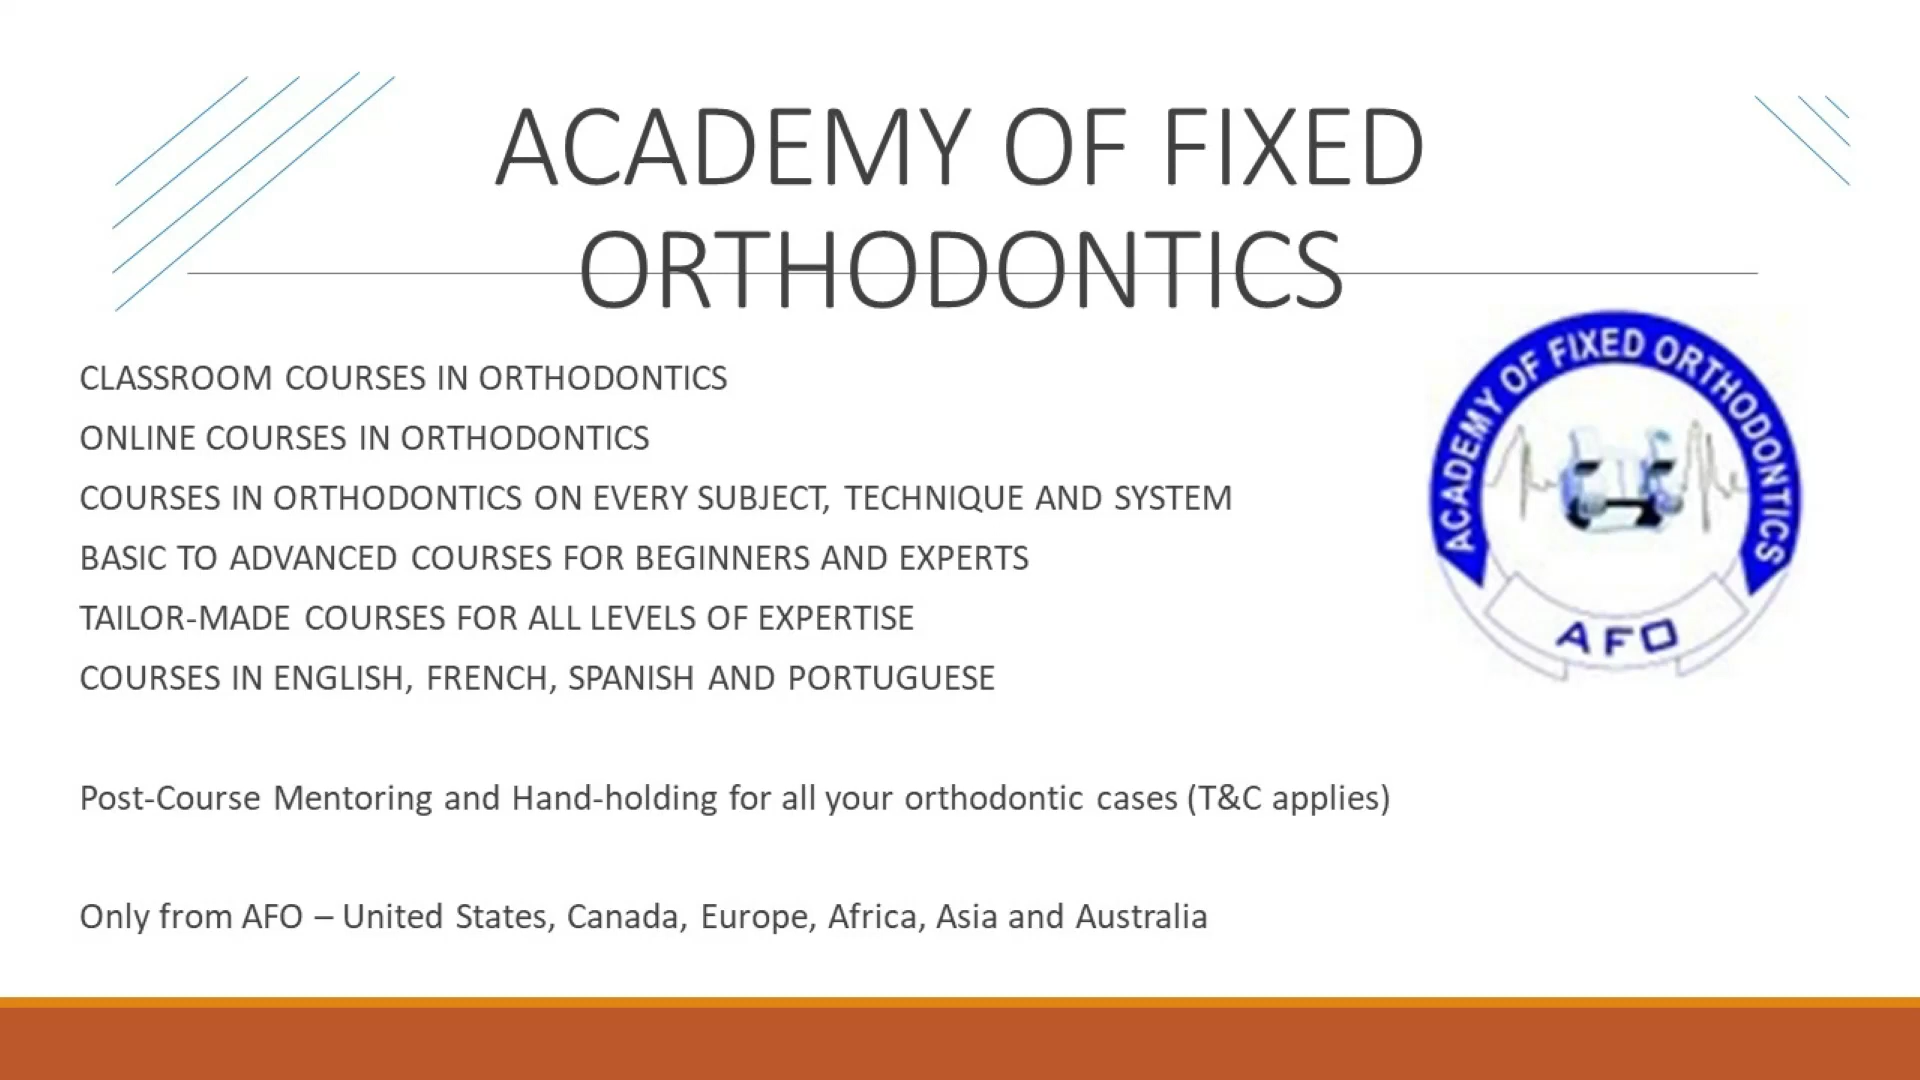 ACADEMY OF FIXED
ORTHODONTICS
CLASSROOM COURSES IN ORTHODONTICS
ONLINE COURSES IN ORTHODONTICS
COURSES IN ORTHODONTICS ON EVERY SUBJECT, TECHNIQUE AND SYSTEM
BASIC TO ADVANCED COURSES FOR BEGINNERS AND EXPERTS
TAILOR-MADE COURSES FOR ALL LEVELS OF EXPERTISE
COURSES IN ENGLISH, FRENCH, SPANISH AND PORTUGUESE
Post-Course Mentoring and Hand-holding for all your orthodontic cases (T&C applies)
Only from AFO – United States, Canada, Europe, Africa, Asia and Australia
ACADEMY OF FIXED ORTHODONTICS
AFO